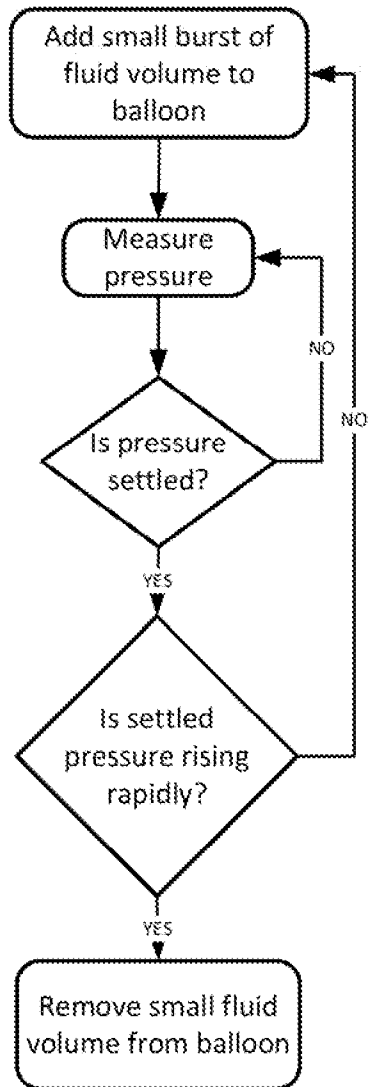 Add small burst of
fluid volume to
balloon
Measure
pressure
NO
NO
Is pressure
settled?
YES
Is settled
pressure rising
rapidly?
YES
Remove small fluid
volume from balloon